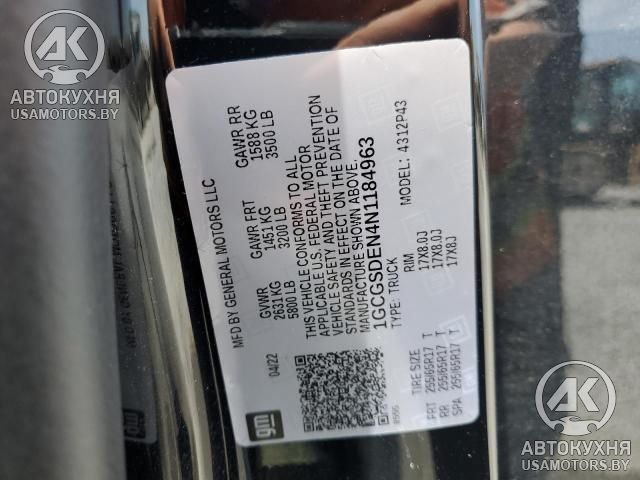 AK
АВТОКУХНЯ
USAMOTORS.BY
MFD BY GENERAL MOTORS LLC
04/22
GVWR GAWR FRT GAWR RR
2631 KG 1451 KG 1588 KG
5800 LB 3200 LB 3500 LB
THIS VEHICLE CONFORMS TO ALL
APPLICABLE U.S. FEDERAL MOTOR
VEHICLE SAFETY AND THEFT PREVENTION
STANDARDS IN EFFECT ON THE DATE OF
MANUFACTURE SHOWN ABOVE.
1GCGSDEN4N1184963
TYPE: TRUCK MODEL: 4312P43
TIRE SIZE RIM
FRT 255/65R17 T 17X8.0J
RR 255/65R17 T 17X8.0J
SPA 255/65R17 T 17X8J
gm
AK
АВТОКУХНЯ
USAMOTORS.BY